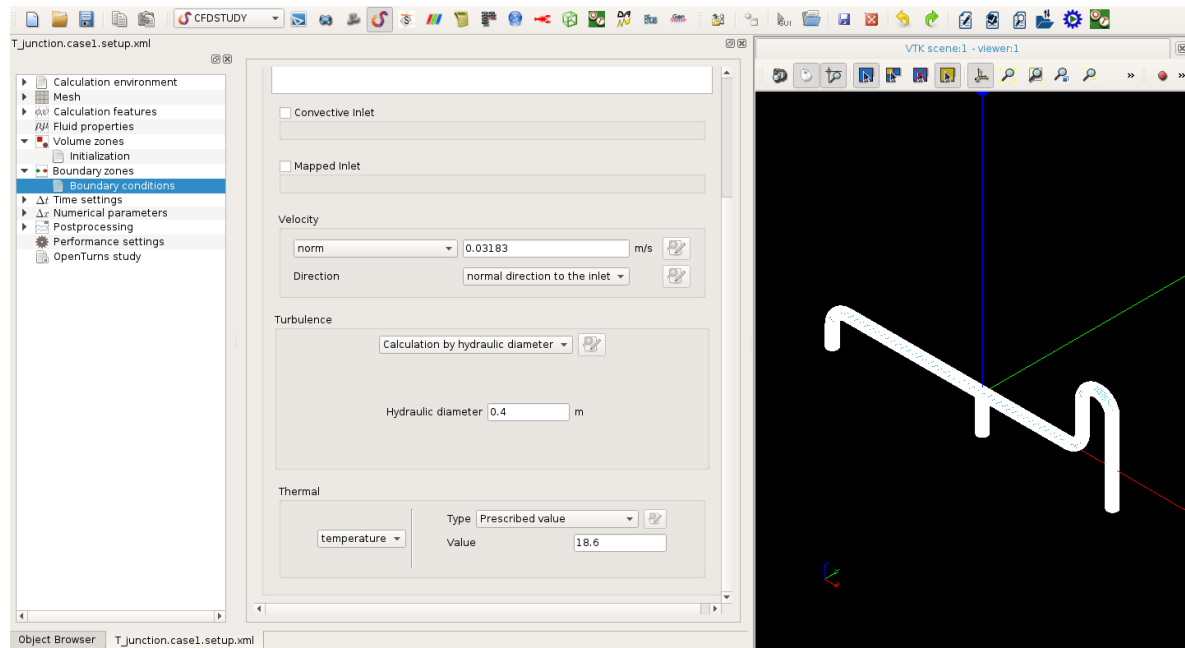 CFDSTUDY
T_junction.case1.setup.xml
VTK scene:1 - viewer:1
Calculation environment
Mesh
Calculation features
Fluid properties
Volume zones
Initialization
Boundary zones
Boundary conditions
Δt Time settings
Δx Numerical parameters
Postprocessing
Performance settings
OpenTurns study
Convective Inlet
Mapped Inlet
Velocity
norm 0.03183 m/s
Direction normal direction to the inlet
Turbulence
Calculation by hydraulic diameter
Hydraulic diameter 0.4 m
Thermal
Type Prescribed value
temperature
Value 18.6
Object Browser T_junction.case1.setup.xml